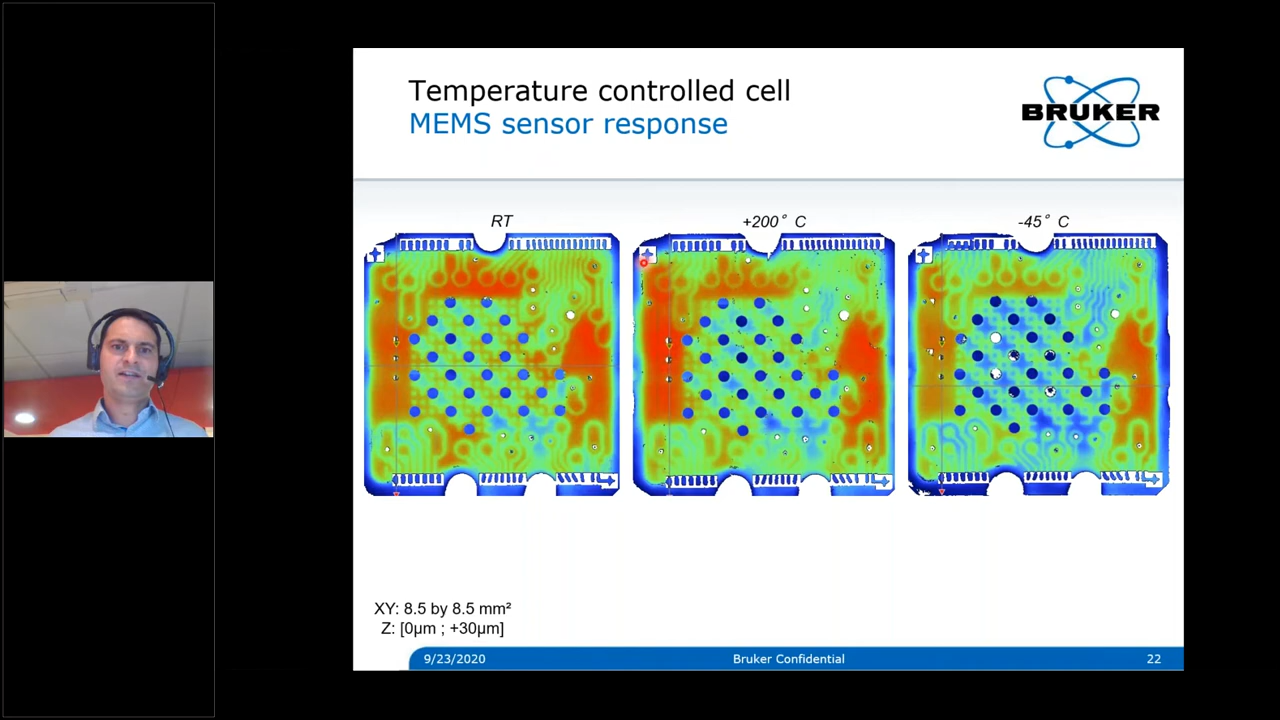 Temperature controlled cell
MEMS sensor response
BRUKER
RT
+200° C
-45° C
XY: 8.5 by 8.5 mm²
Z: [0µm ; +30µm]
9/23/2020
Bruker Confidential
22